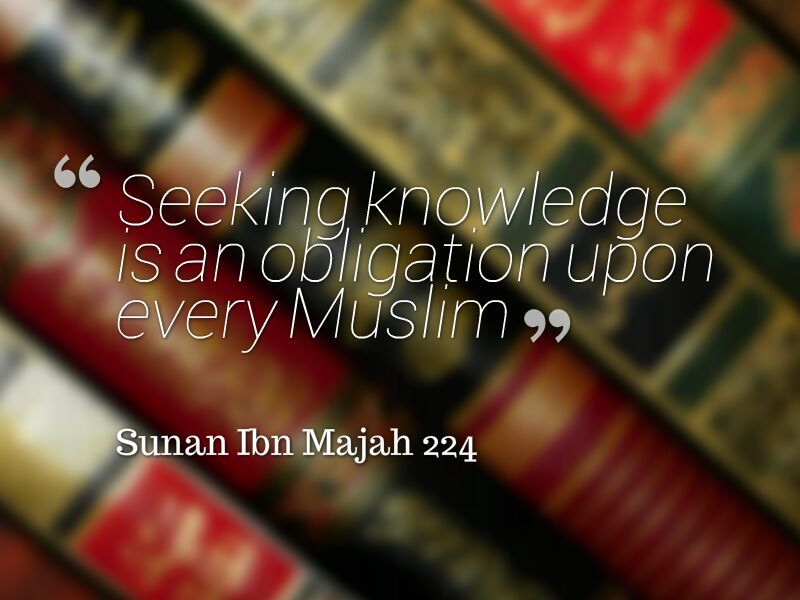 “ Seeking knowledge
is an obligation upon
every Muslim ”
Sunan Ibn Majah 224